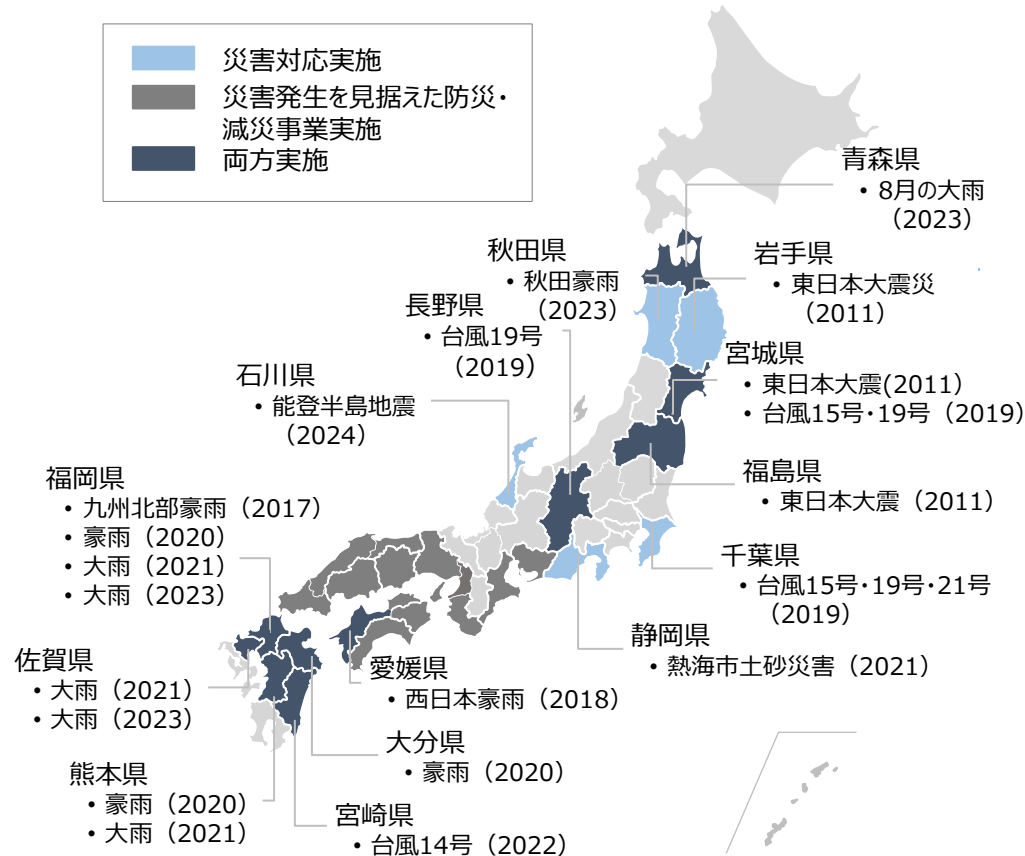 災害対応実施
災害発生を見据えた防災・
減災事業実施
両方実施
青森県
・8月の大雨
(2023)
秋田県
・秋田豪雨
(2023)
岩手県
・東日本大震災
(2011)
長野県
・台風19号
(2019)
宮城県
・東日本大震(2011)
・台風15号・19号（2019）
石川県
・能登半島地震
（2024）
福島県
・東日本大震（2011）
福岡県
・九州北部豪雨（2017）
・豪雨（2020）
・大雨（2021）
・大雨（2023）
千葉県
・台風15号・19号・21号
（2019）
静岡県
・熱海市土砂災害（2021）
佐賀県
・大雨（2021）
・大雨（2023）
愛媛県
・西日本豪雨（2018）
大分県
・豪雨（2020）
熊本県
・豪雨（2020）
・大雨（2021）
宮崎県
・台風14号（2022）